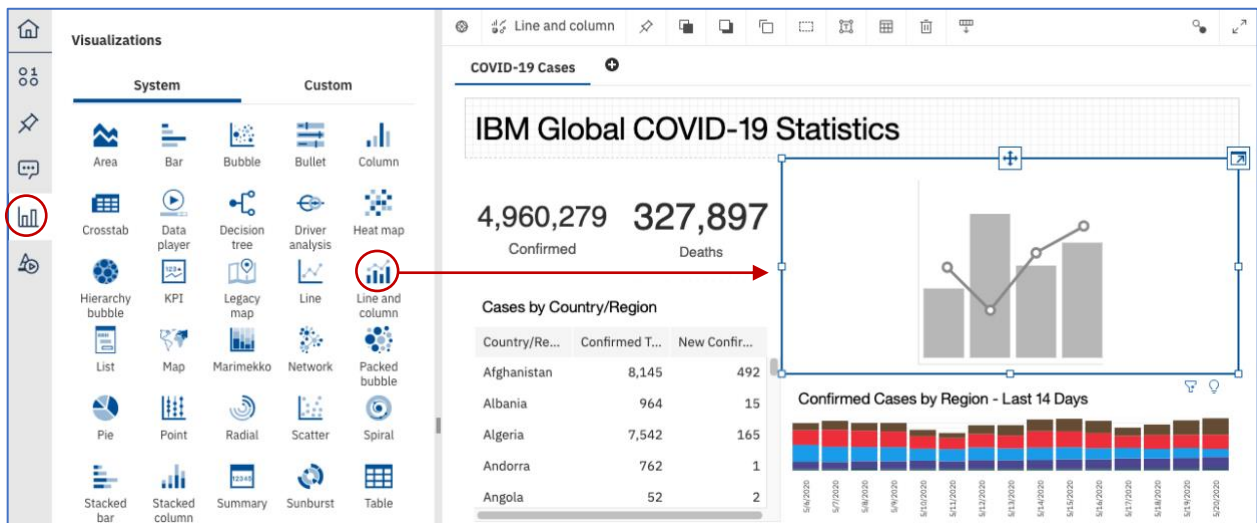 Visualizations
System
Custom
Area
Bar
Bubble
Bullet
Column
Crosstab
Data player
Decision tree
Driver analysis
Heat map
Hierarchy bubble
KPI
Legacy map
Line
Line and column
List
Map
Marimekko
Network
Packed bubble
Pie
Point
Radial
Scatter
Spiral
Stacked bar
Stacked column
Summary
Sunburst
Table
Line and column
COVID-19 Cases
IBM Global COVID-19 Statistics
4,960,279
Confirmed
327,897
Deaths
Cases by Country/Region
Country/Re... Confirmed T... New Confir...
Afghanistan 8,145 492
Albania 964 15
Algeria 7,542 165
Andorra 762 1
Angola 52 2
Confirmed Cases by Region - Last 14 Days
5/6/2020
5/7/2020
5/8/2020
5/9/2020
5/10/2020
5/11/2020
5/12/2020
5/13/2020
5/14/2020
5/15/2020
5/16/2020
5/17/2020
5/18/2020
5/19/2020
5/20/2020